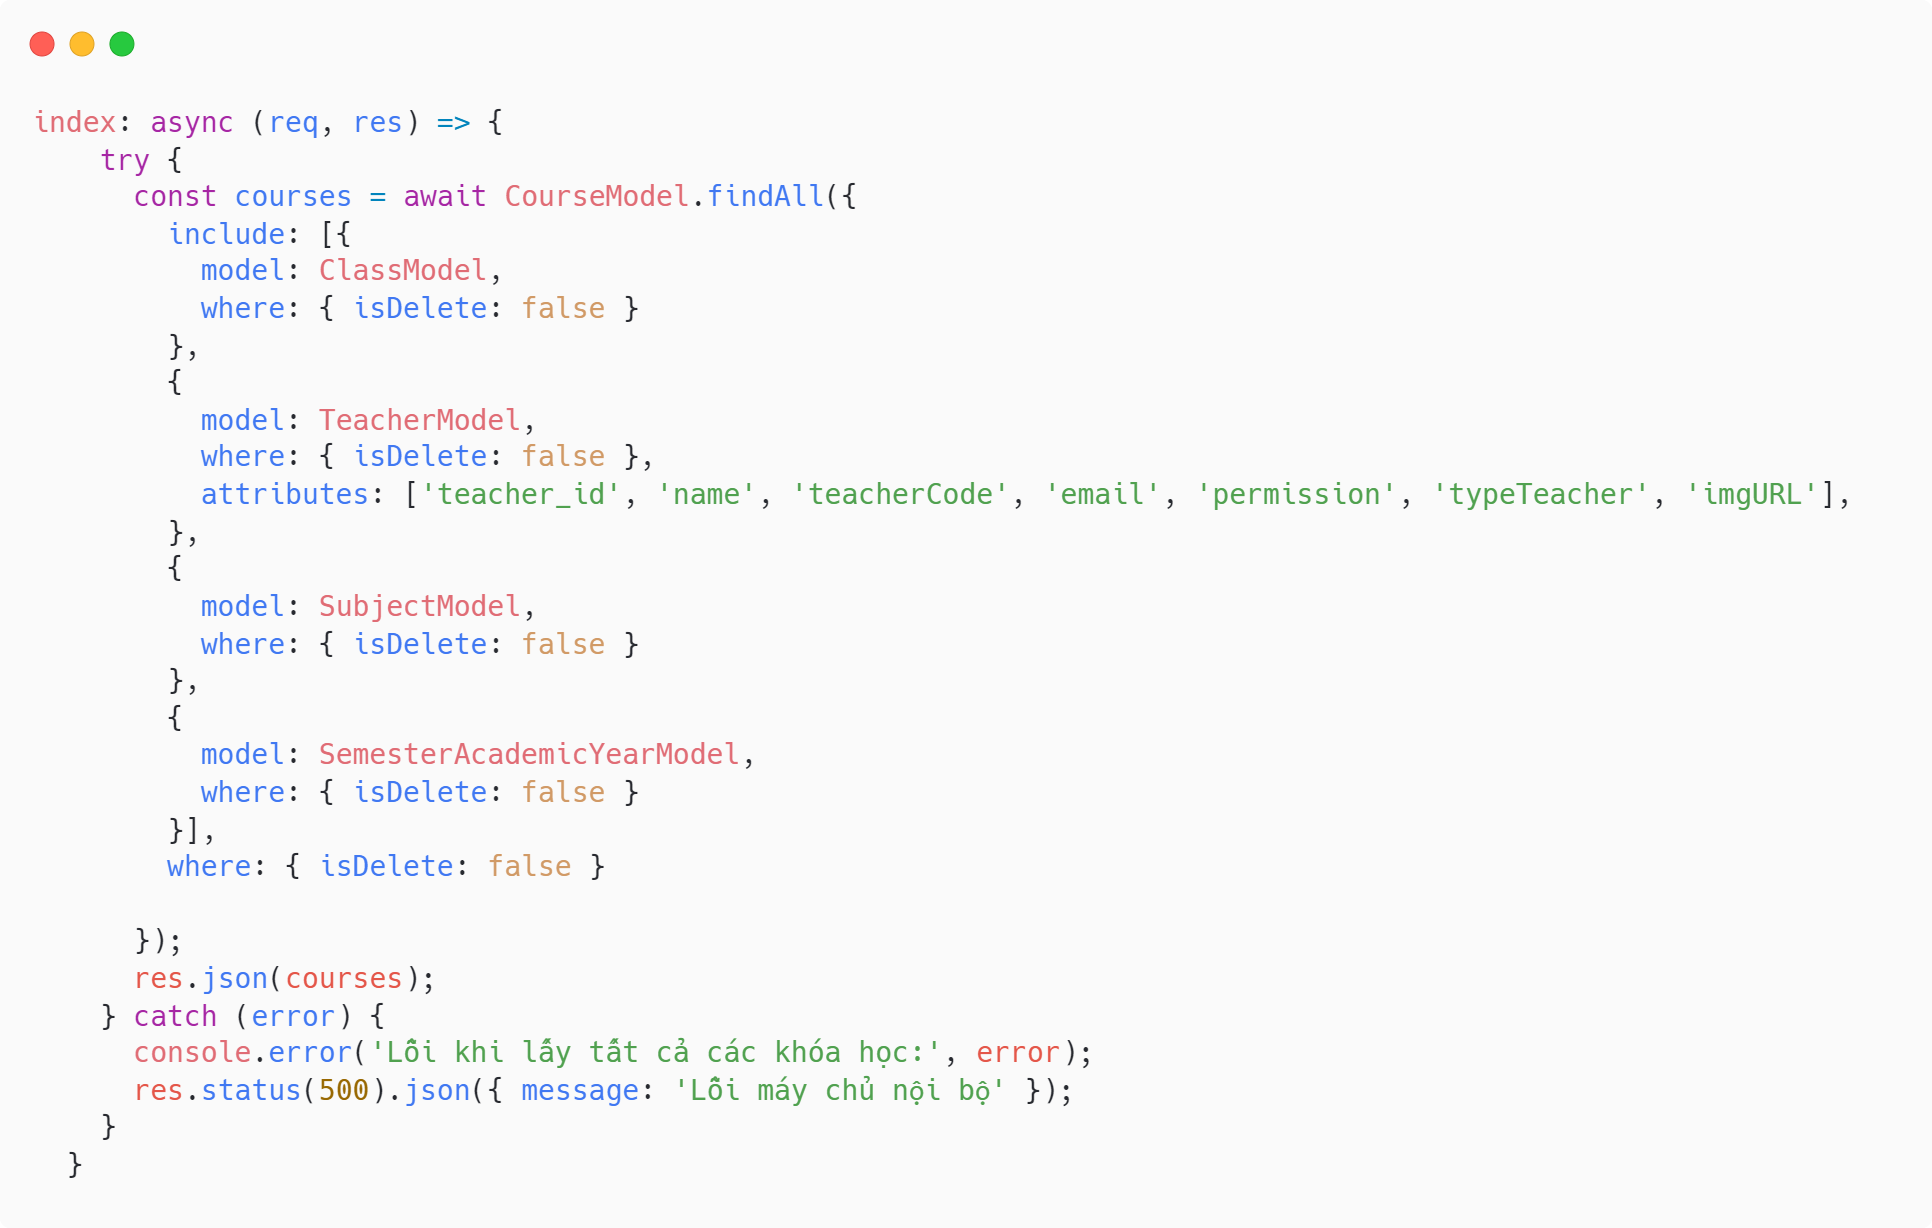 index: async (req, res) => {
    try {
      const courses = await CourseModel.findAll({
        include: [{
          model: ClassModel,
          where: { isDelete: false }
        },
        {
          model: TeacherModel,
          where: { isDelete: false },
          attributes: ['teacher_id', 'name', 'teacherCode', 'email', 'permission', 'typeTeacher', 'imgURL'],
        },
        {
          model: SubjectModel,
          where: { isDelete: false }
        },
        {
          model: SemesterAcademicYearModel,
          where: { isDelete: false }
        }],
        where: { isDelete: false }

      });
      res.json(courses);
    } catch (error) {
      console.error('Lỗi khi lấy tất cả các khóa học:', error);
      res.status(500).json({ message: 'Lỗi máy chủ nội bộ' });
    }
  }